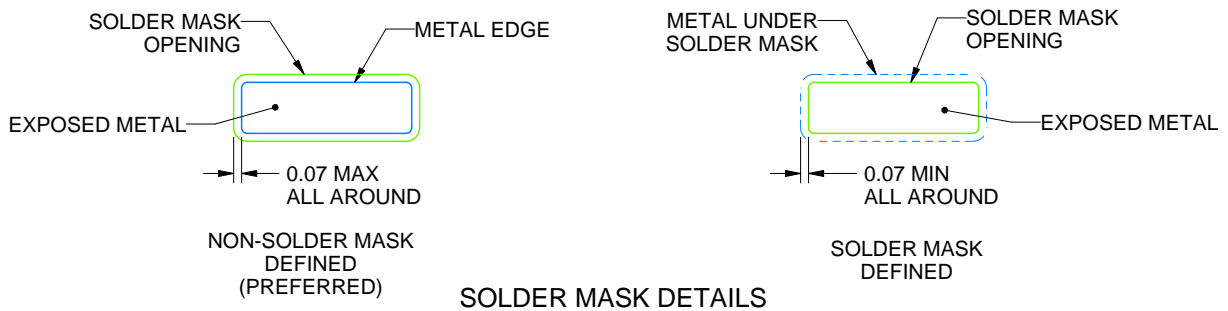 SOLDER MASK
OPENING
METAL EDGE
EXPOSED METAL
0.07 MAX
ALL AROUND
NON-SOLDER MASK
DEFINED
(PREFERRED)
METAL UNDER
SOLDER MASK
SOLDER MASK
OPENING
EXPOSED METAL
0.07 MIN
ALL AROUND
SOLDER MASK
DEFINED
SOLDER MASK DETAILS